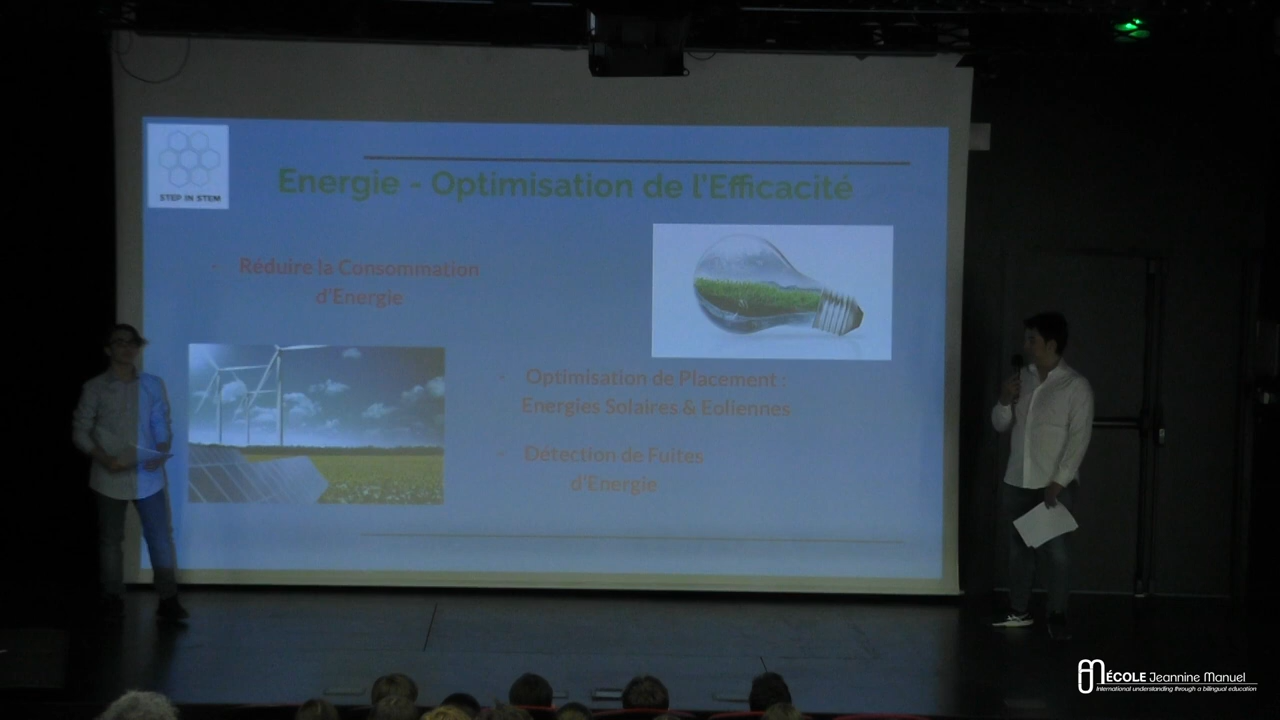 STEP IN STEM
Energie - Optimisation de l'Efficacité
Réduire la Consommation
d'Energie
Optimisation de Placement :
Energies Solaires & Eoliennes
Détection de Fuites
d'Energie
ÉCOLE Jeannine Manuel
International understanding through a bilingual education